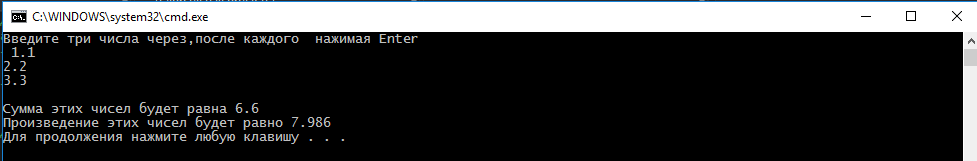 C:\WINDOWS\system32\cmd.exe
Введите три числа через,после каждого  нажимая Enter
 1.1
2.2
3.3
Сумма этих чисел будет равна 6.6
Произведение этих чисел будет равно 7.986
Для продолжения нажмите любую клавишу . . .